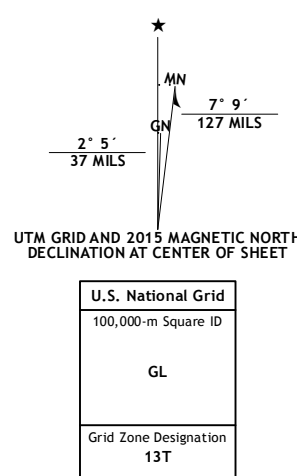 ★
MN
GN
7° 9´
127 MILS
2° 5´
37 MILS
UTM GRID AND 2015 MAGNETIC NORTH
DECLINATION AT CENTER OF SHEET
U.S. National Grid
100,000-m Square ID
GL
Grid Zone Designation
13T